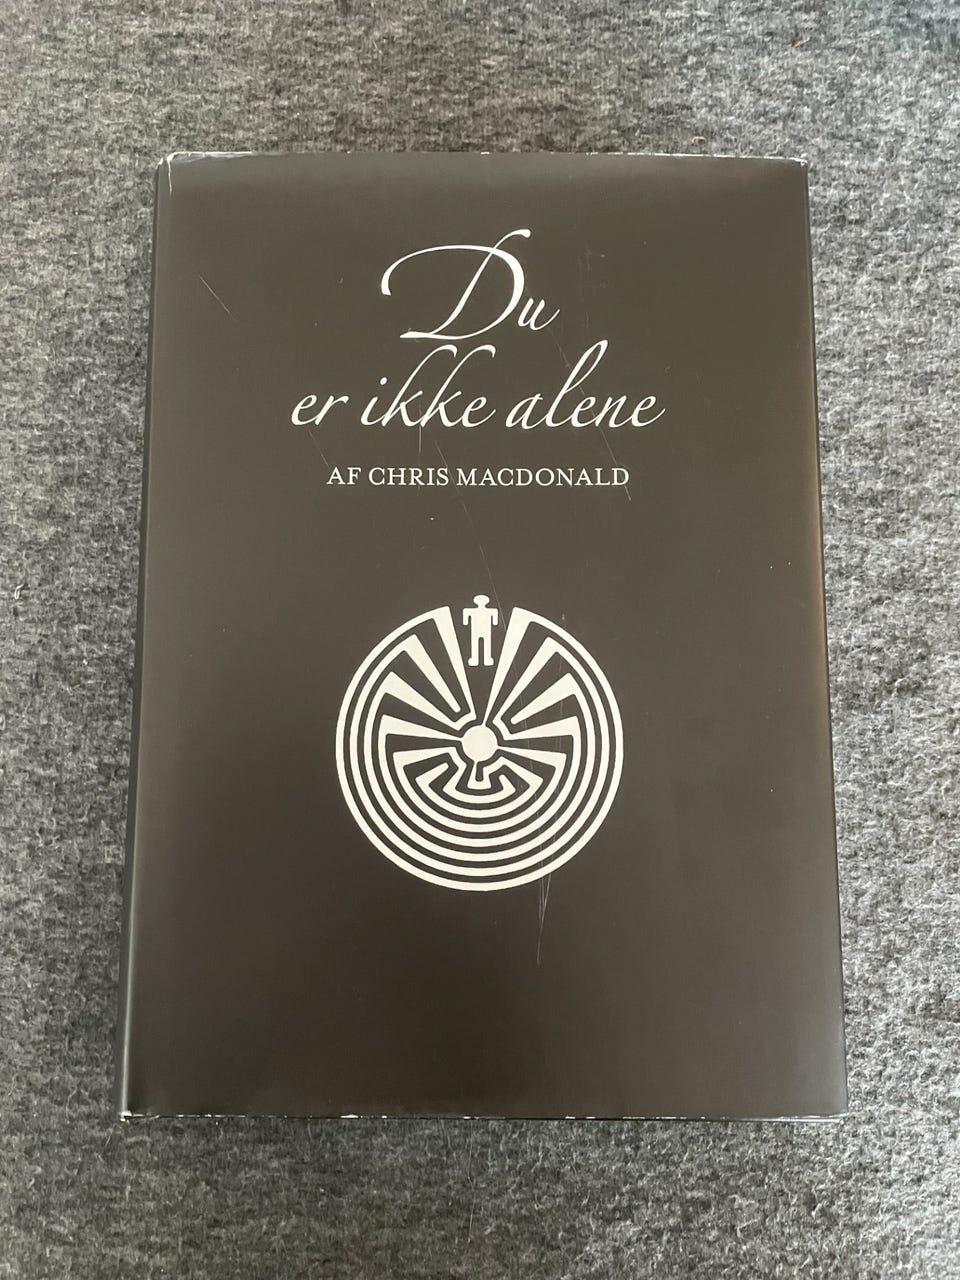 Du
er ikke alene
AF CHRIS MACDONALD